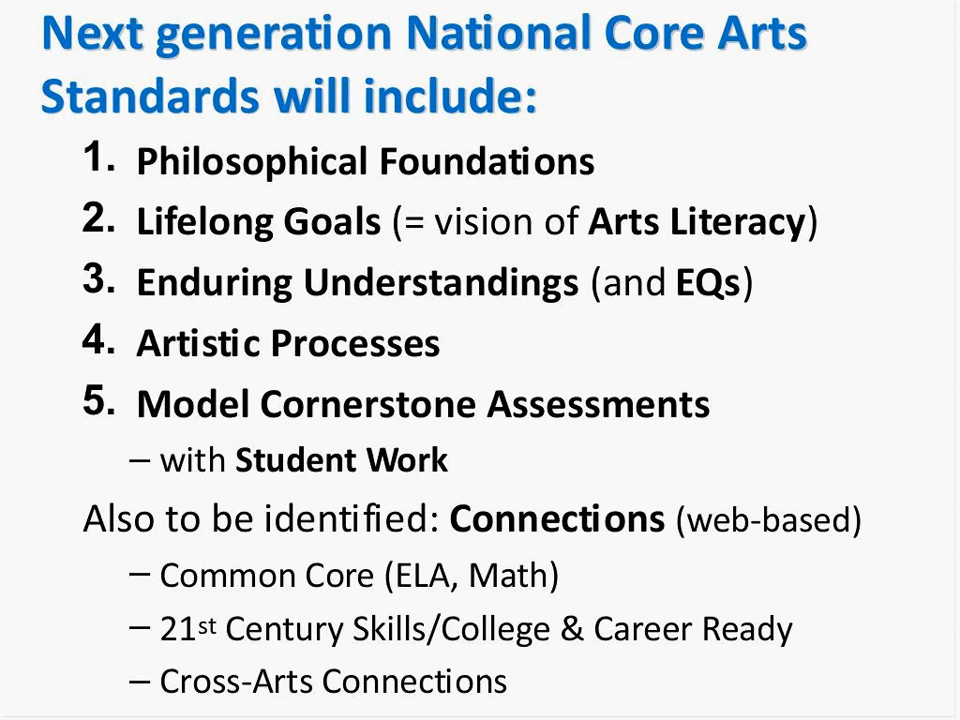 Next generation National Core Arts
Standards will include:
1. Philosophical Foundations
2. Lifelong Goals (= vision of Arts Literacy)
3. Enduring Understandings (and EQs)
4. Artistic Processes
5. Model Cornerstone Assessments
– with Student Work
Also to be identified: Connections (web-based)
– Common Core (ELA, Math)
– 21st Century Skills/College & Career Ready
– Cross-Arts Connections